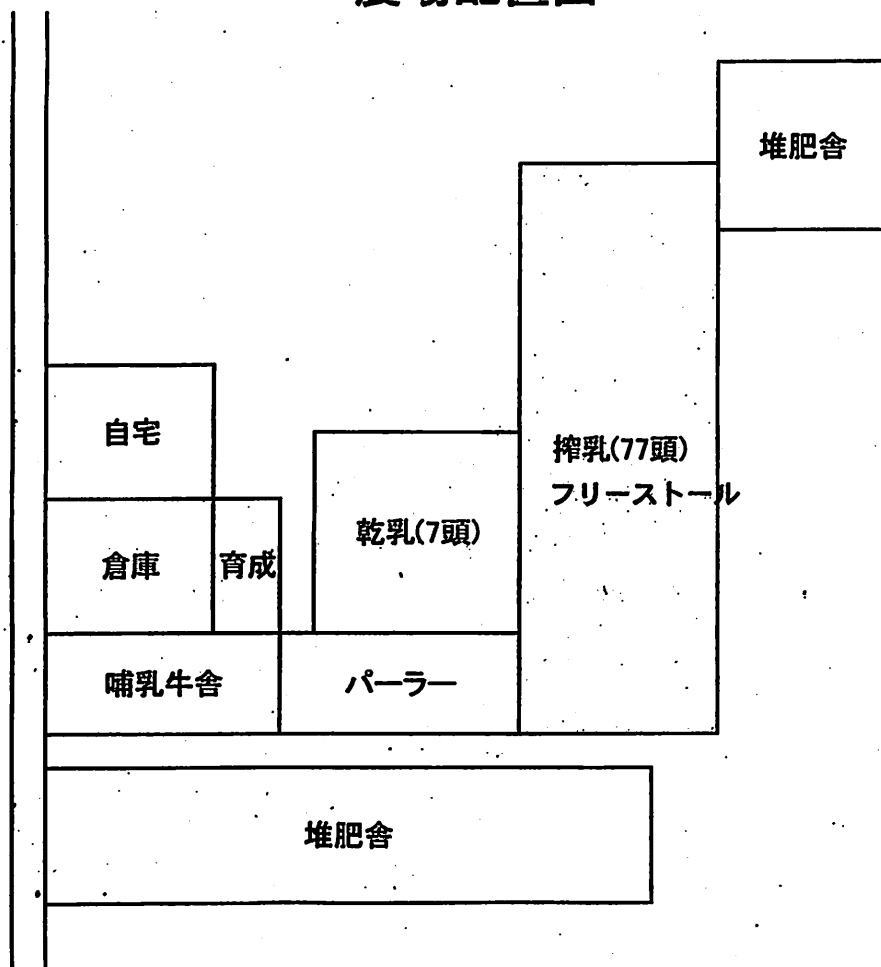 堆肥舎
自宅
搾乳(77頭)
フリーストール
乾乳(7頭)
倉庫
育成
哺乳牛舎
パーラー
堆肥舎